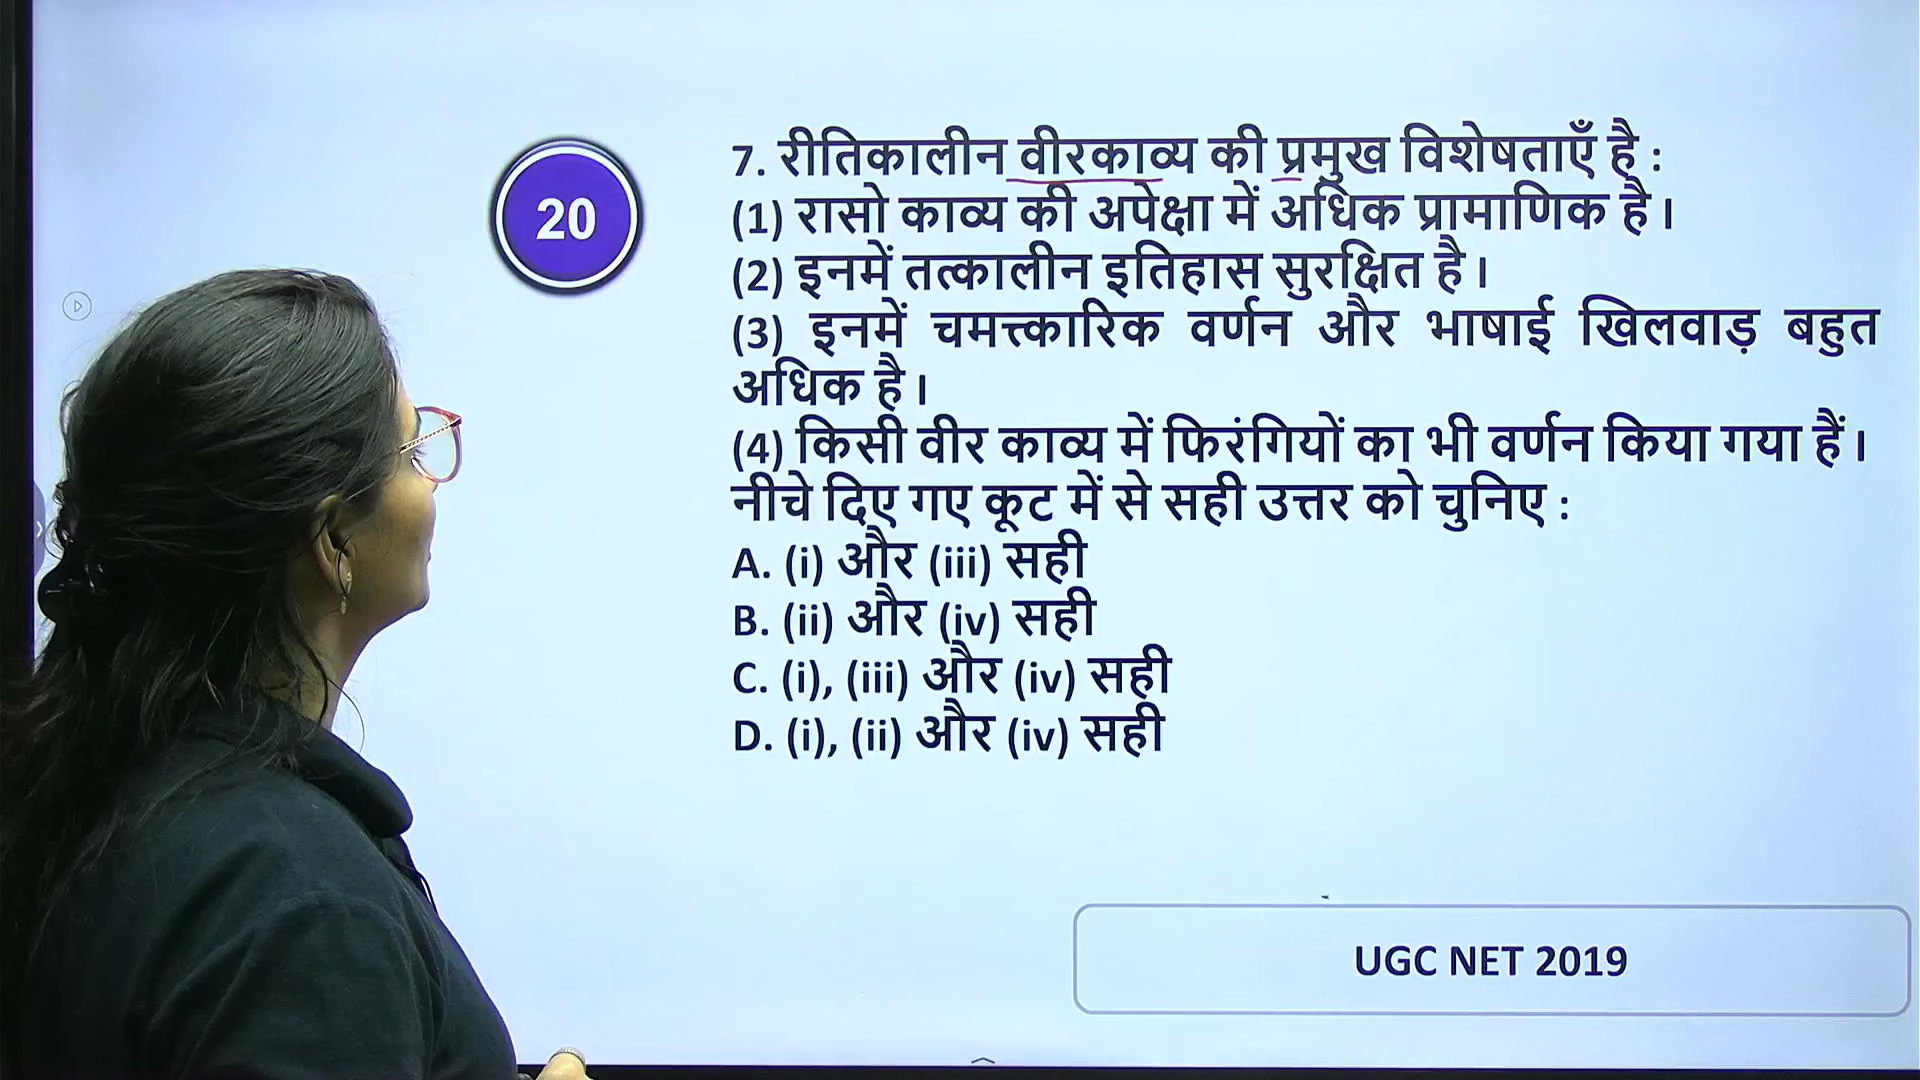 20
7. रीतिकालीन वीरकाव्य की प्रमुख विशेषताएँ है :
(1) रासो काव्य की अपेक्षा में अधिक प्रामाणिक है।
(2) इनमें तत्कालीन इतिहास सुरक्षित है।
(3) इनमें चमत्त्कारिक वर्णन और भाषाई खिलवाड़ बहुत
अधिक है।
(4) किसी वीर काव्य में फिरंगियों का भी वर्णन किया गया हैं।
नीचे दिए गए कूट में से सही उत्तर को चुनिए :
A. (i) और (iii) सही
B. (ii) और (iv) सही
C. (i), (iii) और (iv) सही
D. (i), (ii) और (iv) सही
UGC NET 2019